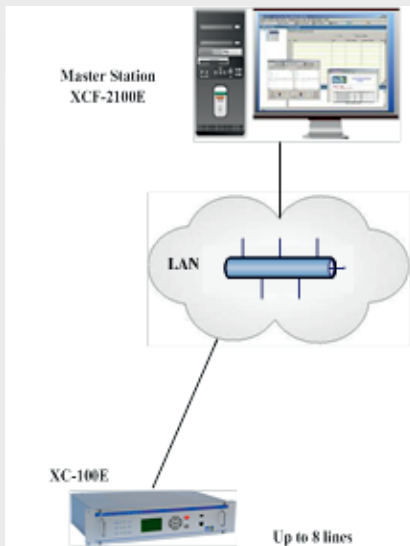 Master Station
XCF-2100E
LAN
XC-100E
Up to 8 lines